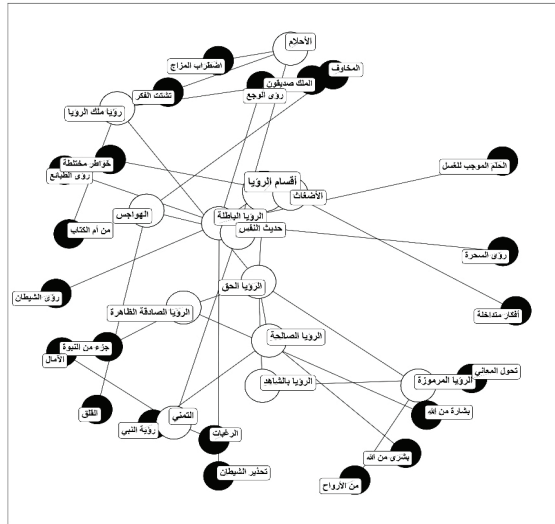 الأحلام
المخاوف
اضطراب المزاج
الملك صديقون
تشتت الفكر
رؤى الوجع
رؤيا ملك الرؤيا
خواطر مختلطة
الحلم الموجب للغسل
رؤى الطبائع
أقسام الرؤيا
الأضغاث
الهواجس
الرؤيا الباطلة
حديث النفس
من أم الكتاب
رؤى السحرة
الرؤيا الحق
رؤى الشيطان
أفكار متداخلة
الرؤيا الصادقة الظاهرة
الرؤيا الصالحة
جزء من النبوة
الآمال
تحول المعاني
الرؤيا المرموزة
الرؤيا بالشاهد
بشارة من الله
القلق
التمني
رؤية النبي
الرغبات
بشرى من الله
تحذير الشيطان
من الأرواح